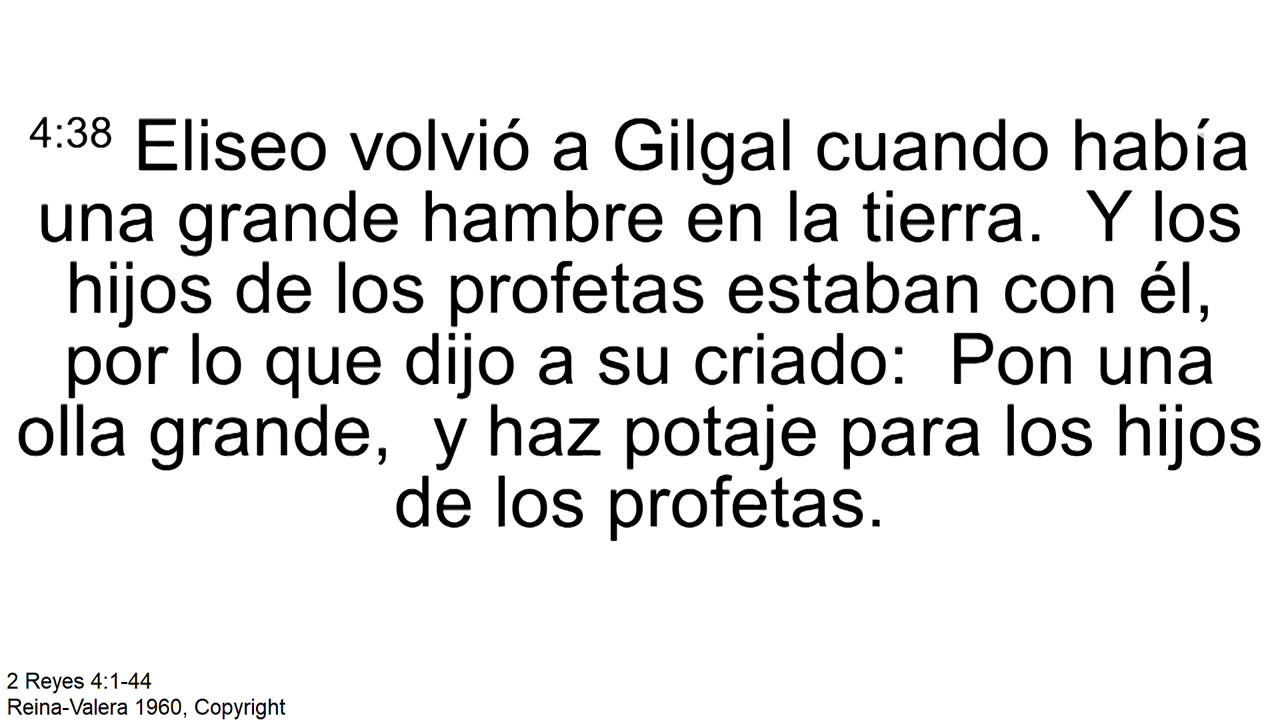 4:38 Eliseo volvió a Gilgal cuando había
una grande hambre en la tierra.  Y los
hijos de los profetas estaban con él,
por lo que dijo a su criado:  Pon una
olla grande,  y haz potaje para los hijos
de los profetas.
2 Reyes 4:1-44
Reina-Valera 1960, Copyright